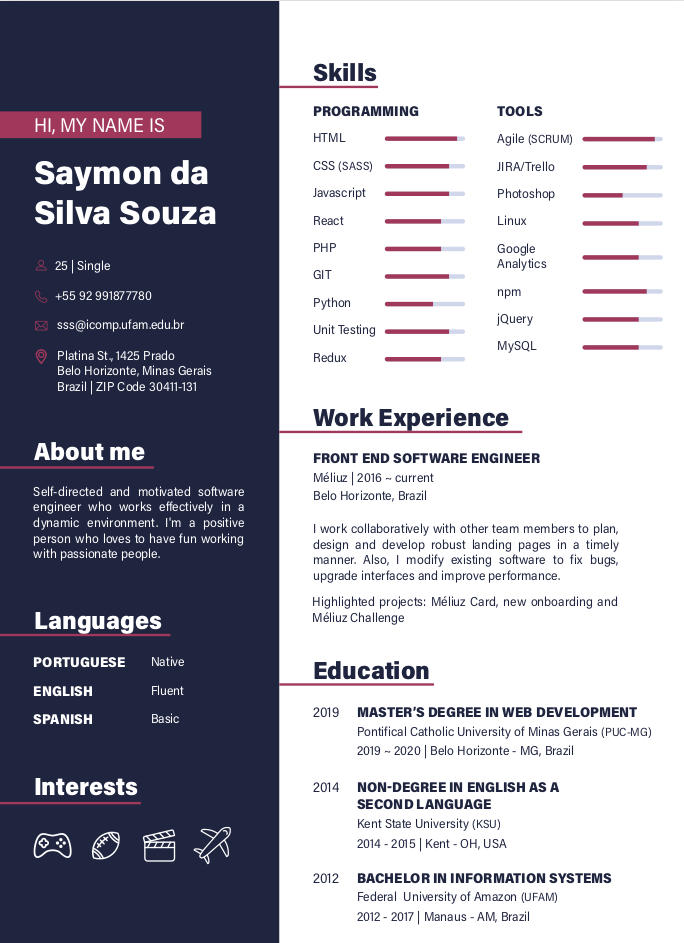 HI, MY NAME IS
Saymon da
Silva Souza
25 | Single
+55 92 991877780
sss@icomp.ufam.edu.br
Platina St., 1425 Prado
Belo Horizonte, Minas Gerais
Brazil | ZIP Code 30411-131
About me
Self-directed and motivated software
engineer who works effectively in a
dynamic environment. I'm a positive
person who loves to have fun working
with passionate people.
Languages
PORTUGUESE Native
ENGLISH Fluent
SPANISH Basic
Interests
Skills
PROGRAMMING
HTML
CSS (SASS)
Javascript
React
PHP
GIT
Python
Unit Testing
Redux
TOOLS
Agile (SCRUM)
JIRA/Trello
Photoshop
Linux
Google
Analytics
npm
jQuery
MySQL
Work Experience
FRONT END SOFTWARE ENGINEER
Méliuz | 2016 ~ current
Belo Horizonte, Brazil
I work collaboratively with other team members to plan,
design and develop robust landing pages in a timely
manner. Also, I modify existing software to fix bugs,
upgrade interfaces and improve performance.
Highlighted projects: Méliuz Card, new onboarding and
Méliuz Challenge
Education
2019 MASTER'S DEGREE IN WEB DEVELOPMENT
Pontifical Catholic University of Minas Gerais (PUC-MG)
2019 ~ 2020 | Belo Horizonte - MG, Brazil
2014 NON-DEGREE IN ENGLISH AS A
SECOND LANGUAGE
Kent State University (KSU)
2014 - 2015 | Kent - OH, USA
2012 BACHELOR IN INFORMATION SYSTEMS
Federal University of Amazon (UFAM)
2012 - 2017 | Manaus - AM, Brazil